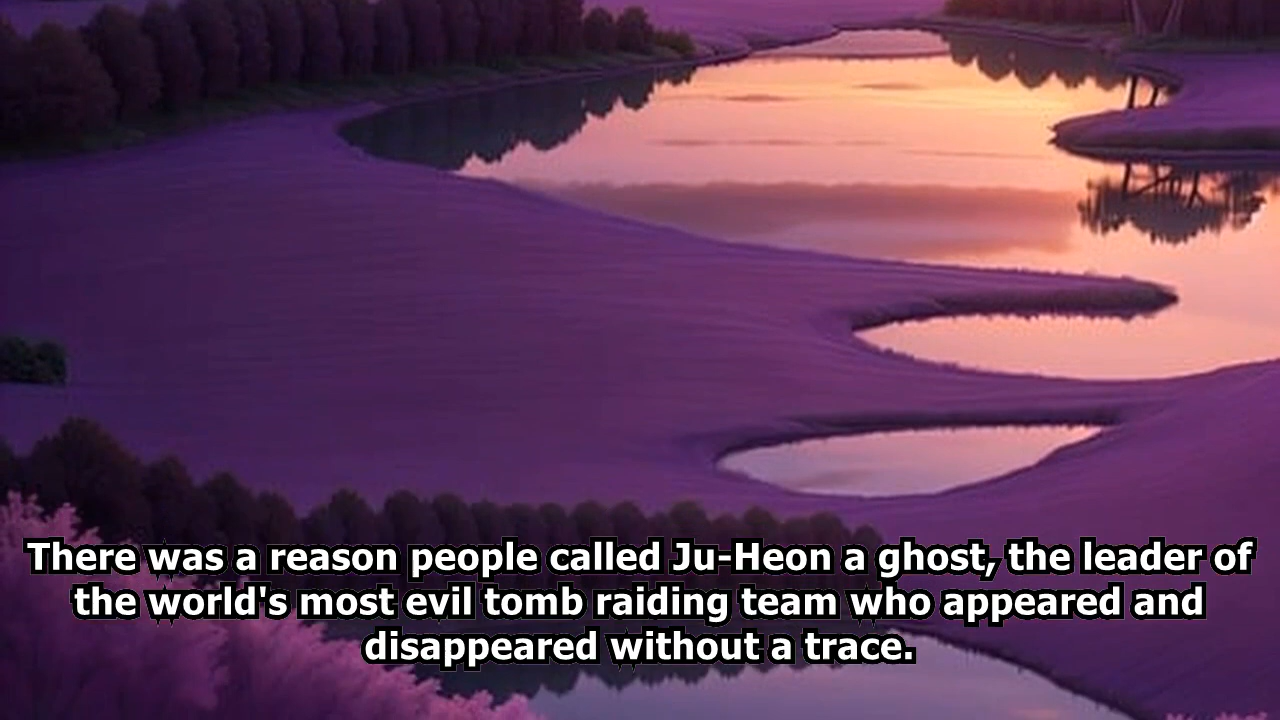 There was a reason people called Ju-Heon a ghost, the leader of
the world's most evil tomb raiding team who appeared and
disappeared without a trace.